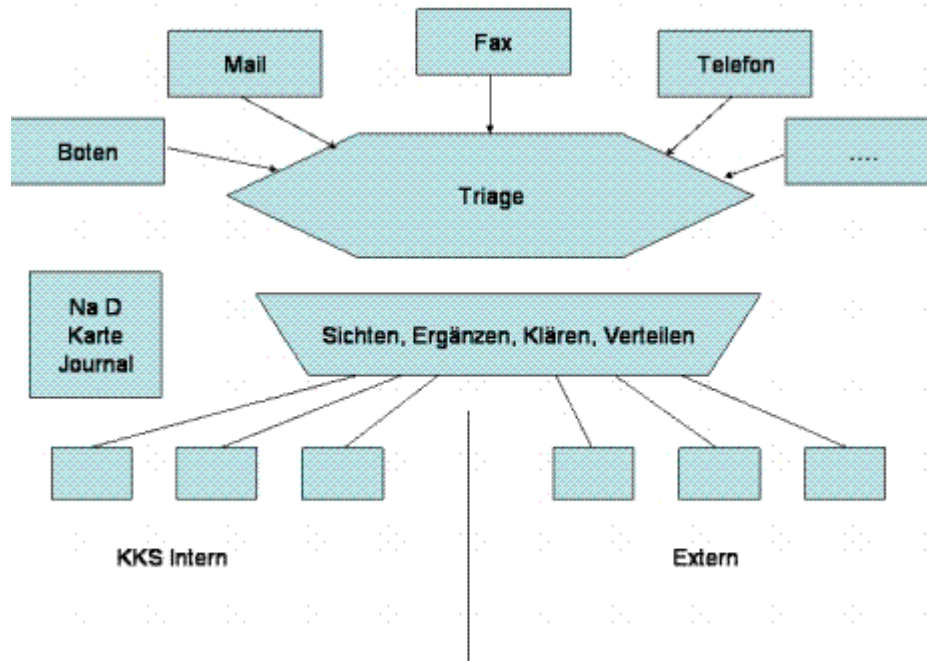 Fax
Mail
Telefon
Boten
....
Triage
Na D
Karte
Journal
Sichten, Ergänzen, Klären, Verteilen
KKS Intern
Extern